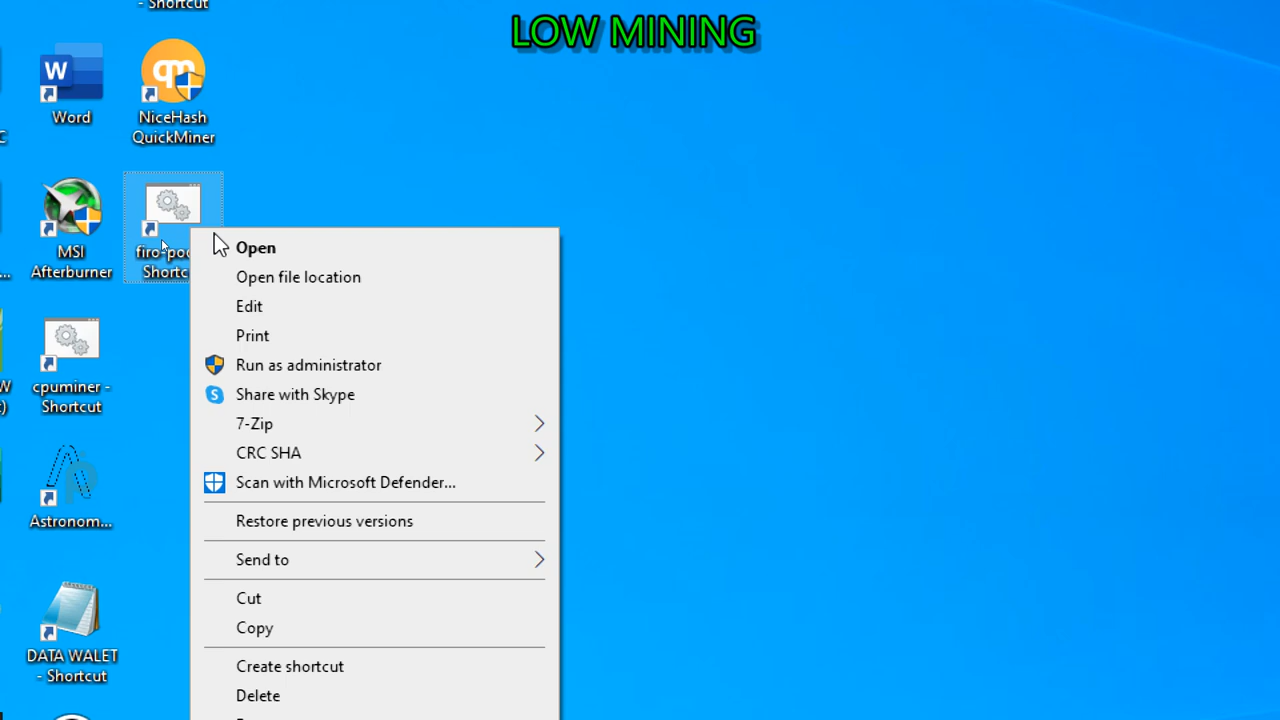 - Shortcut
LOW MINING
Word
NiceHash
QuickMiner
MSI
Afterburner
Shortc
cpuminer -
Shortcut
Astronom...
DATA WALET
- Shortcut
Open
Open file location
Edit
Print
Run as administrator
Share with Skype
7-Zip
CRC SHA
Scan with Microsoft Defender...
Restore previous versions
Send to
Cut
Copy
Create shortcut
Delete